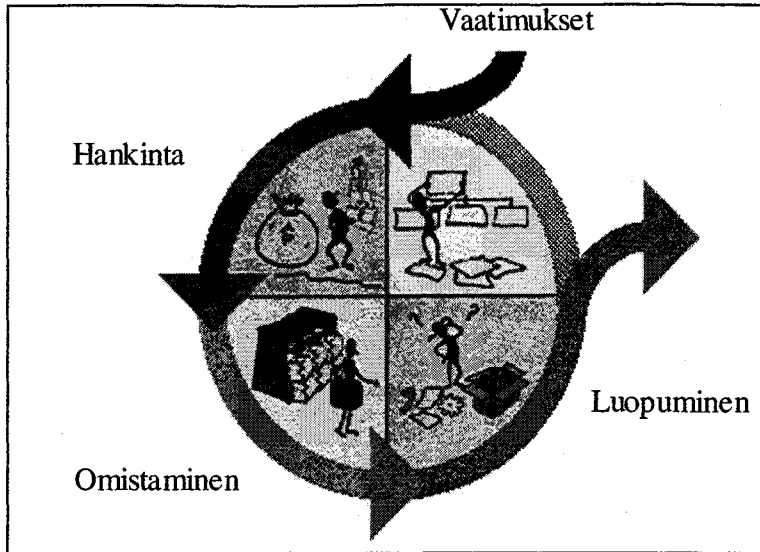 Vaatimukset
Hankinta
Luopuminen
Omistaminen
? ?